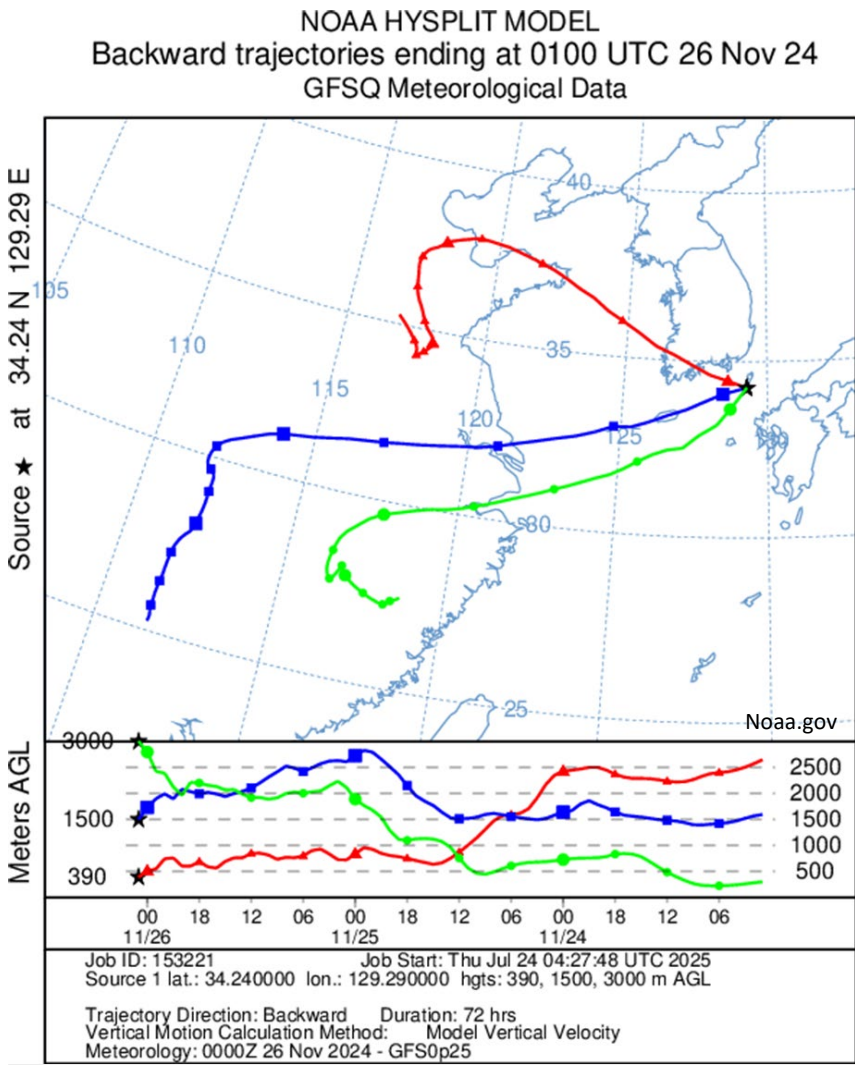 NOAA HYSPLIT MODEL
Backward trajectories ending at 0100 UTC 26 Nov 24
GFSQ Meteorological Data
Source ★ at 34.24 N 129.29 E
40
105
110
35
115
120
125
30
25
Noaa.gov
Meters AGL
3000
1500
390
2500
2000
1500
1000
500
00 18 12 06 00 18 12 06 00 18 12 06
11/26 11/25 11/24
Job ID: 153221 Job Start: Thu Jul 24 04:27:48 UTC 2025
Source 1 lat.: 34.240000 lon.: 129.290000 hgts: 390, 1500, 3000 m AGL
Trajectory Direction: Backward Duration: 72 hrs
Vertical Motion Calculation Method: Model Vertical Velocity
Meteorology: 0000Z 26 Nov 2024 - GFS0p25